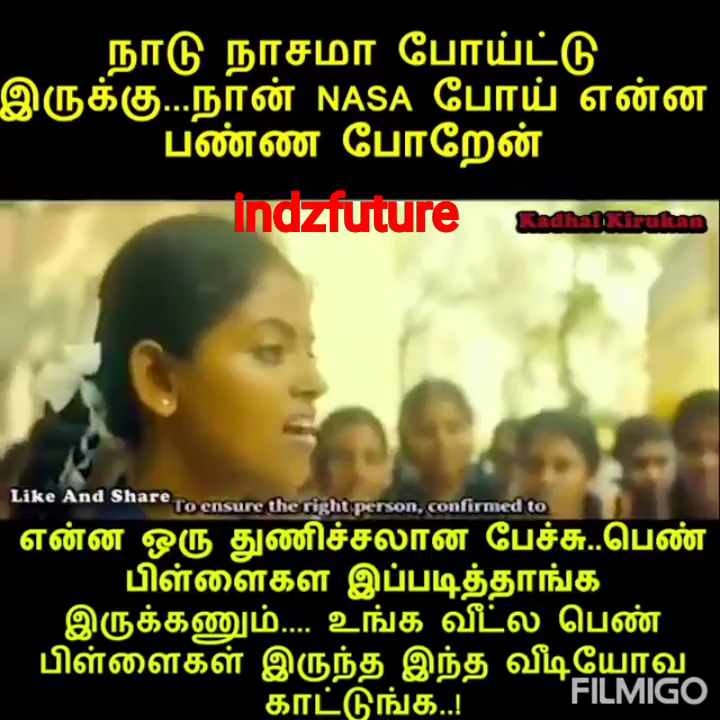 நாடு நாசமா போய்ட்டு
இருக்கு...நான் NASA போய் என்ன
பண்ண போறேன்
indzfuture
Kadhal Kirukan
Like And Share
To ensure the right person, confirmed to
என்ன ஒரு துணிச்சலான பேச்சு..பெண்
பிள்ளைகள இப்படித்தாங்க
இருக்கணும்.... உங்க வீட்ல பெண்
பிள்ளைகள் இருந்த இந்த வீடியோவ
காட்டுங்க..!
FILMIGO